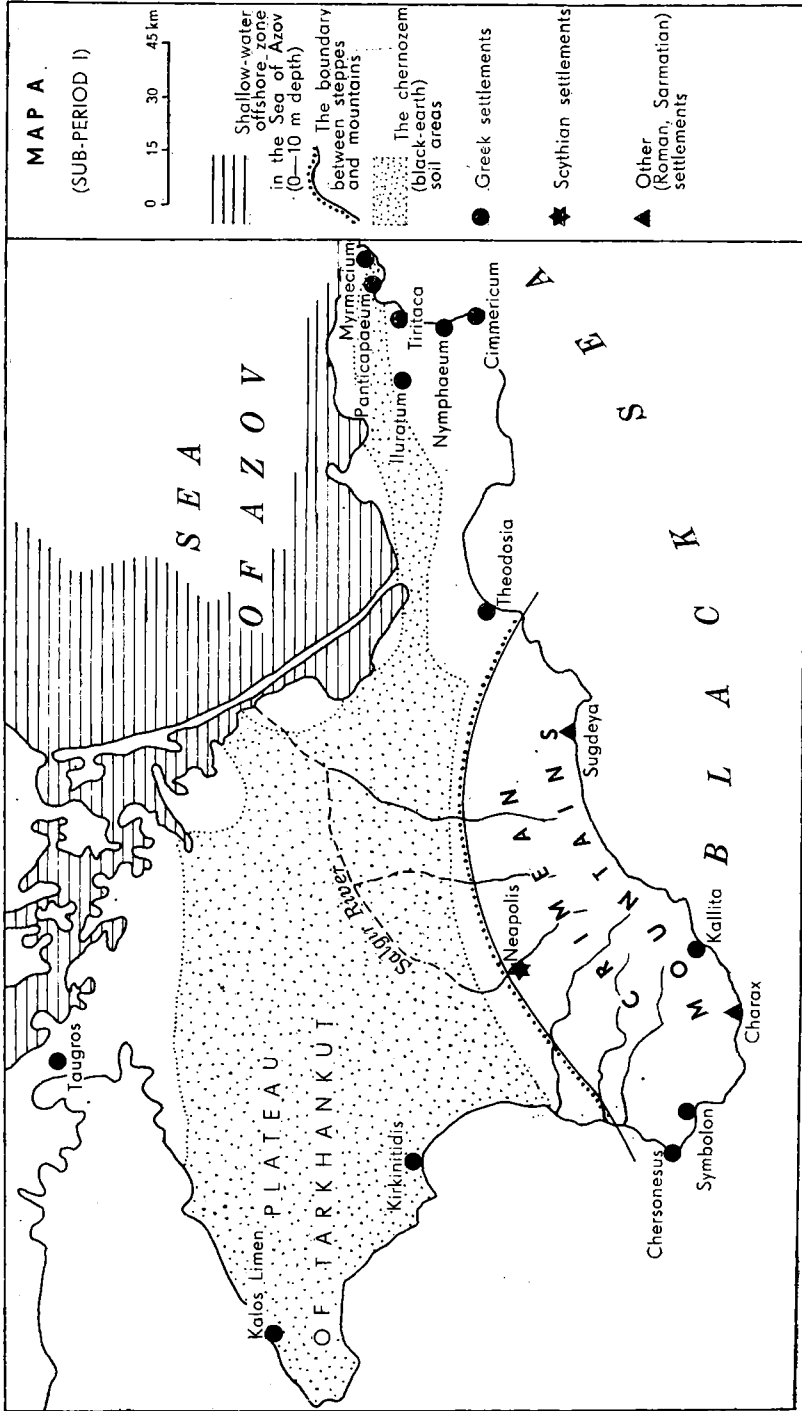 MAP A
(SUB-PERIOD I)
0 15 30 45 km
Shallow-water
offshore zone
in the Sea of Azov
(0—10 m depth)
The boundary
between steppes
and mountains
The chernozem
(black-earth)
soil areas
Greek settlements
Scythian settlements
Other
(Roman, Sarmatian)
settlements
SEA
OF AZOV
Taugros
Kalos Limen
PLATEAU
OF TARKHANKUT
Kirkinitidis
Salgir River
Neapolis
CRIMEAN
MOUNTAINS
Chersonesus
Symbolon
Charax
Kallita
Sugdeya
Theodosia
Myrmecium
Panticapaeum
Tiritaca
Iluratum
Nymphaeum
Cimmericum
BLACK SEA